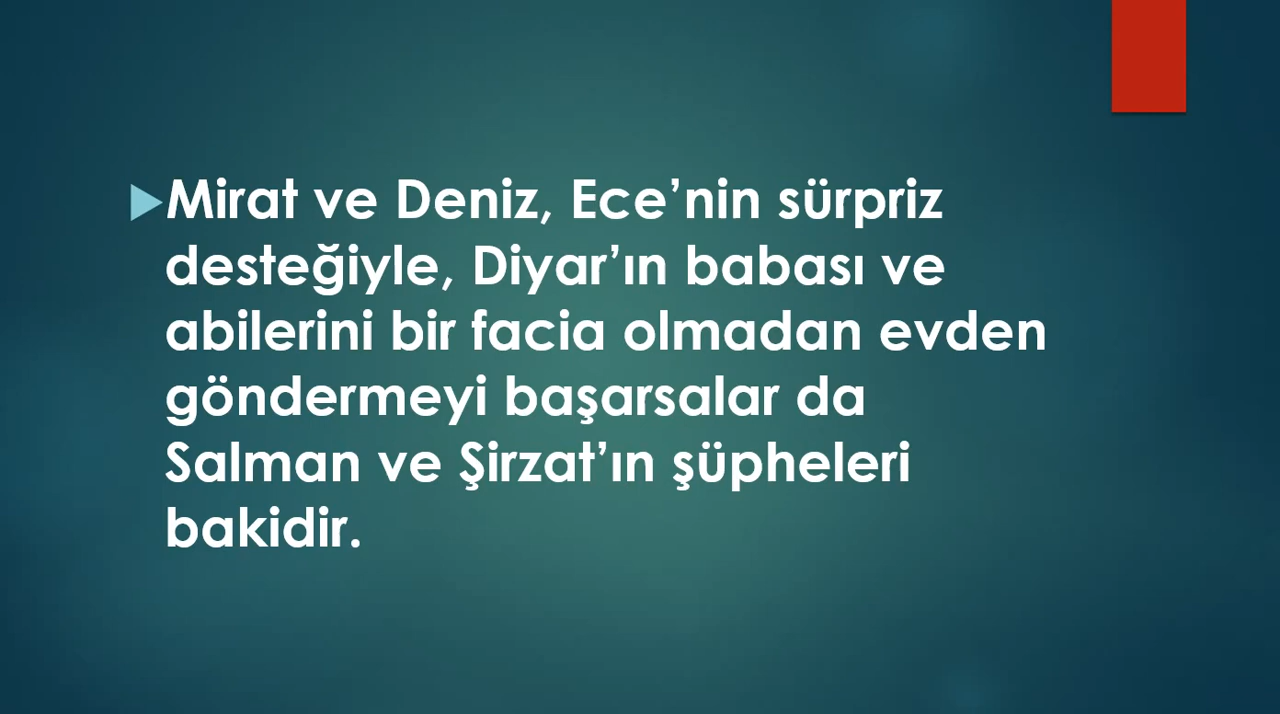 Mirat ve Deniz, Ece’nin sürpriz
desteğiyle, Diyar’ın babası ve
abilerini bir facia olmadan evden
göndermeyi başarsalar da
Salman ve Şirzat’ın şüpheleri
bakidir.